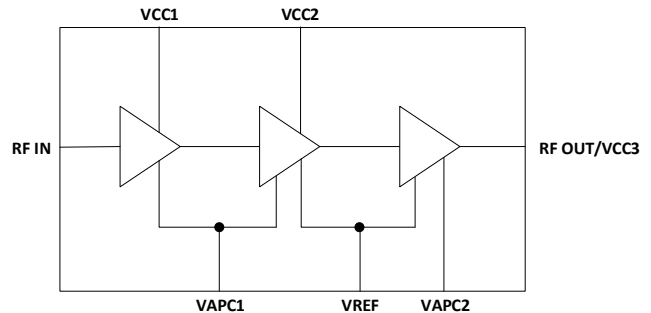 VCC1 VCC2
RF IN RF OUT/VCC3
VAPC1 VREF VAPC2